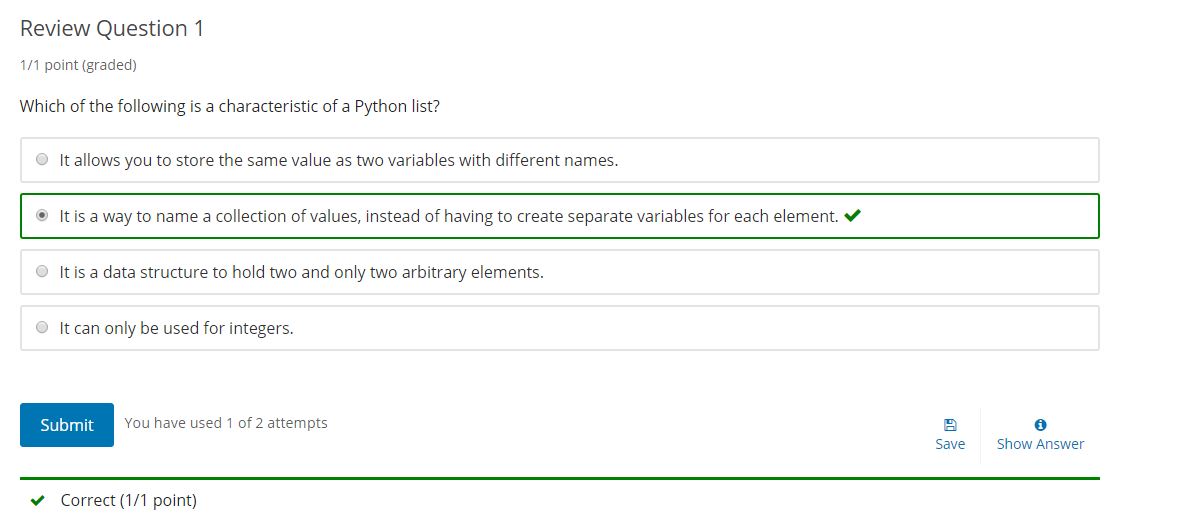 Review Question 1
1/1 point (graded)
Which of the following is a characteristic of a Python list?
It allows you to store the same value as two variables with different names.
It is a way to name a collection of values, instead of having to create separate variables for each element.
It is a data structure to hold two and only two arbitrary elements.
It can only be used for integers.
Submit You have used 1 of 2 attempts
Save Show Answer
Correct (1/1 point)